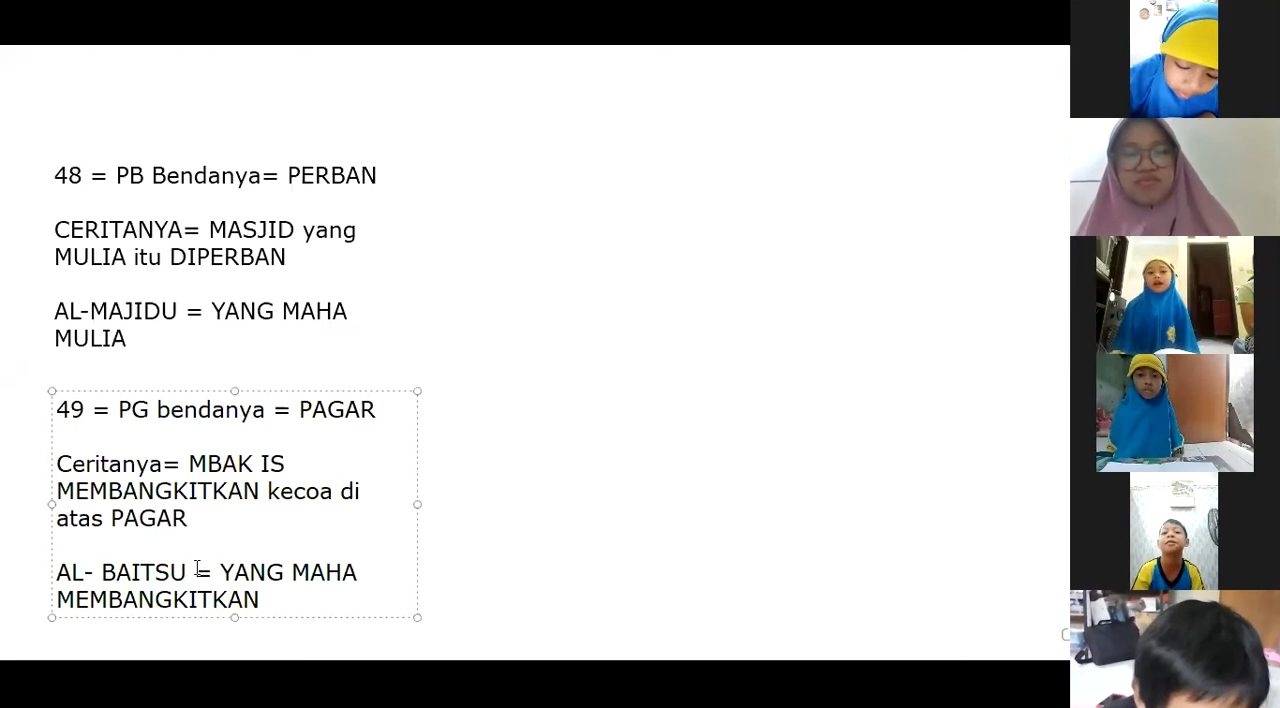 48 = PB Bendanya= PERBAN
CERITANYA= MASJID yang
MULIA itu DIPERBAN
AL-MAJIDU = YANG MAHA
MULIA
49 = PG bendanya = PAGAR
Ceritanya= MBAK IS
MEMBANGKITKAN kecoa di
atas PAGAR
AL- BAITSU = YANG MAHA
MEMBANGKITKAN